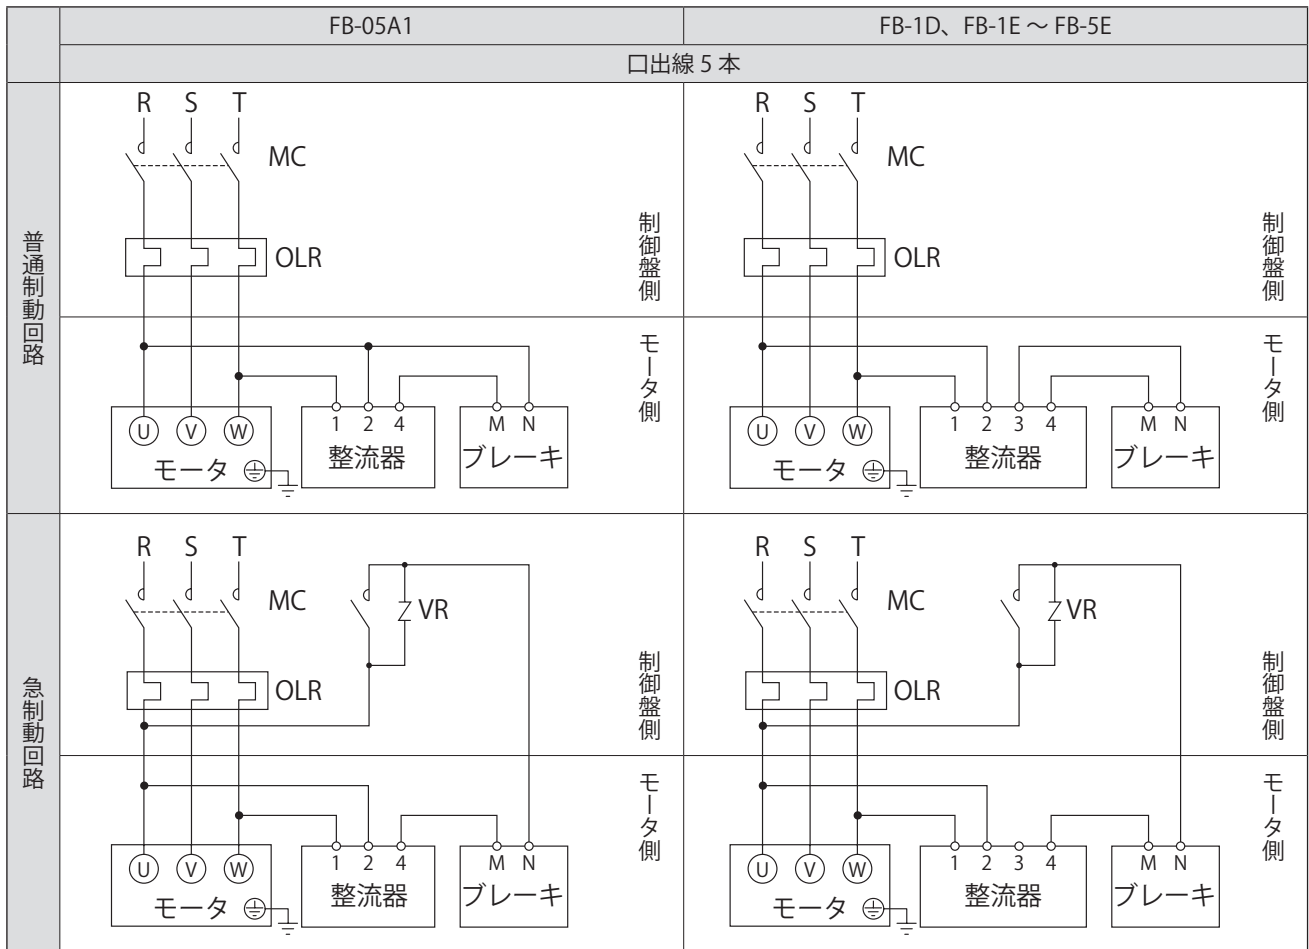 FB-05A1
FB-1D、FB-1E ～ FB-5E
口出線 5 本
普通制動回路
R S T
MC
OLR
制御盤側
モータ側
U V W
モータ
1 2 4
整流器
M N
ブレーキ
R S T
MC
OLR
制御盤側
モータ側
U V W
モータ
1 2 3 4
整流器
M N
ブレーキ
急制動回路
R S T
MC
VR
OLR
制御盤側
モータ側
U V W
モータ
1 2 4
整流器
M N
ブレーキ
R S T
MC
VR
OLR
制御盤側
モータ側
U V W
モータ
1 2 3 4
整流器
M N
ブレーキ